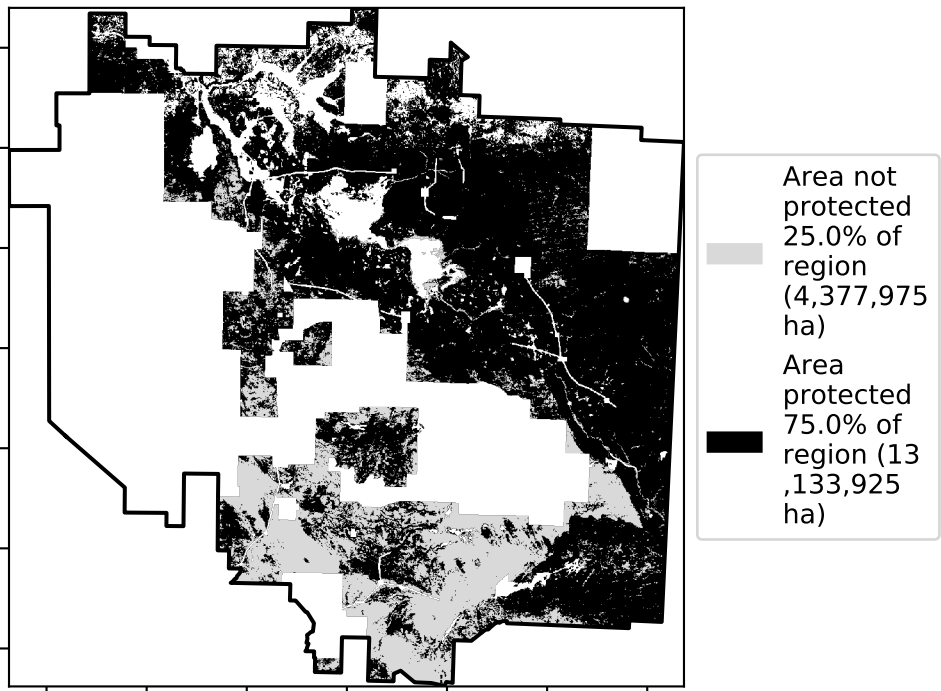 Area not
protected
25.0% of
region
(4,377,975
ha)
Area
protected
75.0% of
region (13
,133,925
ha)